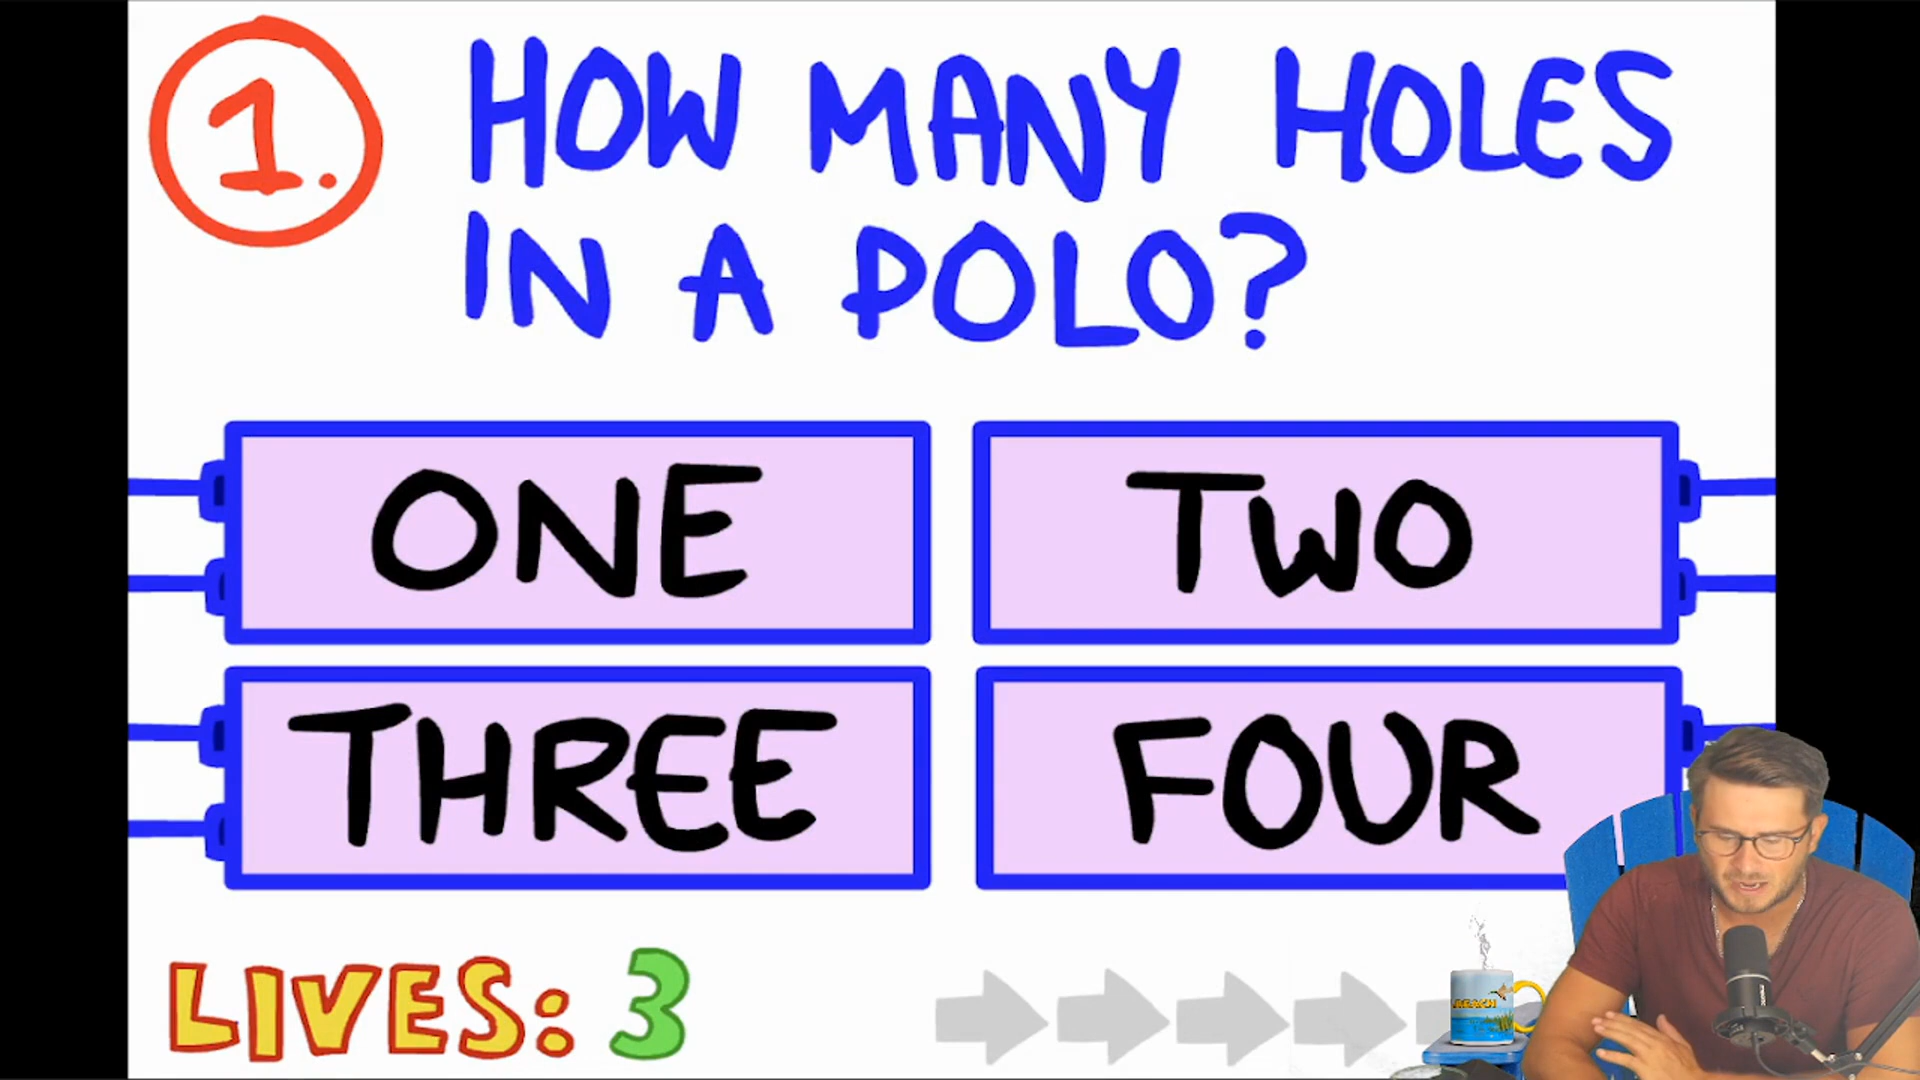 1.
HOW MANY HOLES
IN A POLO?
ONE
TWO
THREE
FOUR
LIVES: 3